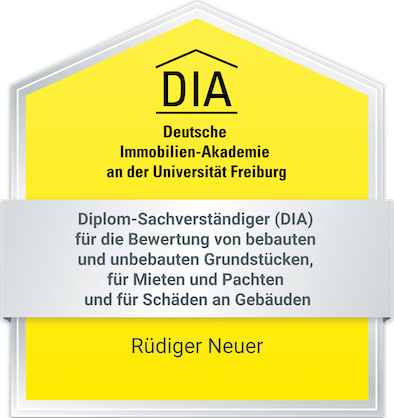 DIA
Deutsche
Immobilien-Akademie
an der Universität Freiburg
Diplom-Sachverständiger (DIA)
für die Bewertung von bebauten
und unbebauten Grundstücken,
für Mieten und Pachten
und für Schäden an Gebäuden
Rüdiger Neuer